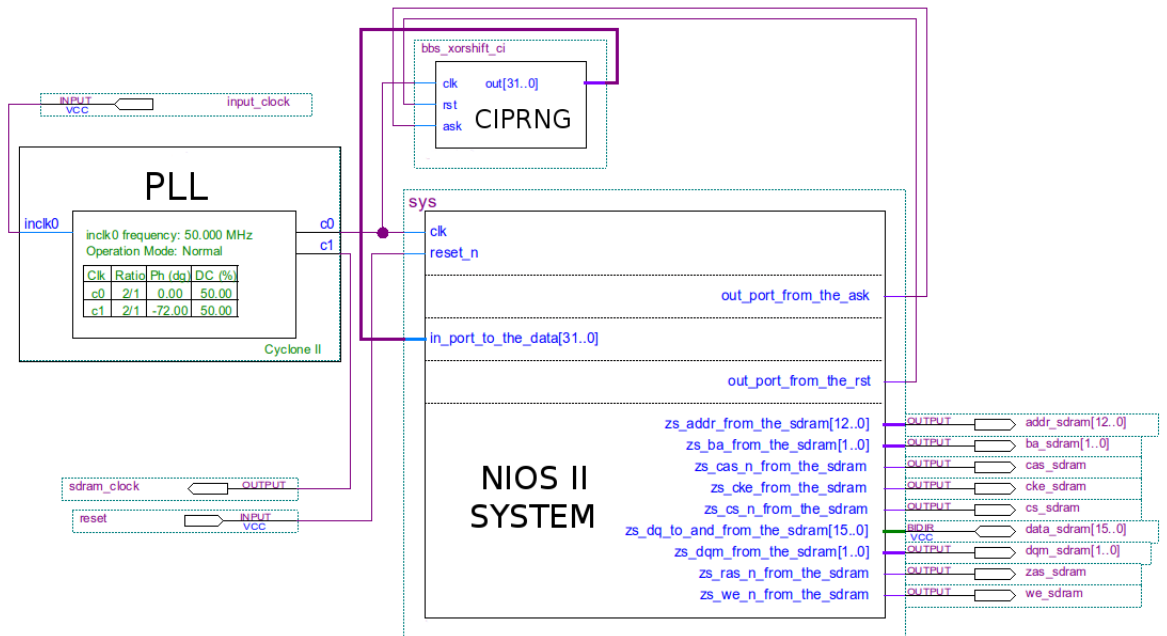 bbs_xorshift_ci
clk out[31..0]
rst
ask
CIPRNG
INPUT
VCC
input_clock
PLL
inclk0
c0
c1
inclk0 frequency: 50.000 MHz
Operation Mode: Normal
Clk Ratio Ph (dg) DC (%)
c0 2/1 0.00 50.00
c1 2/1 -72.00 50.00
Cyclone II
sys
clk
reset_n
out_port_from_the_ask
in_port_to_the_data[31..0]
out_port_from_the_rst
NIOS II
SYSTEM
zs_addr_from_the_sdram[12..0] OUTPUT addr_sdram[12..0]
zs_ba_from_the_sdram[1..0] OUTPUT ba_sdram[1..0]
zs_cas_n_from_the_sdram OUTPUT cas_sdram
zs_cke_from_the_sdram OUTPUT cke_sdram
zs_cs_n_from_the_sdram OUTPUT cs_sdram
zs_dq_to_and_from_the_sdram[15..0] BIDIR VCC data_sdram[15..0]
zs_dqm_from_the_sdram[1..0] OUTPUT dqm_sdram[1..0]
zs_ras_n_from_the_sdram OUTPUT zas_sdram
zs_we_n_from_the_sdram OUTPUT we_sdram
sdram_clock OUTPUT
reset INPUT
VCC